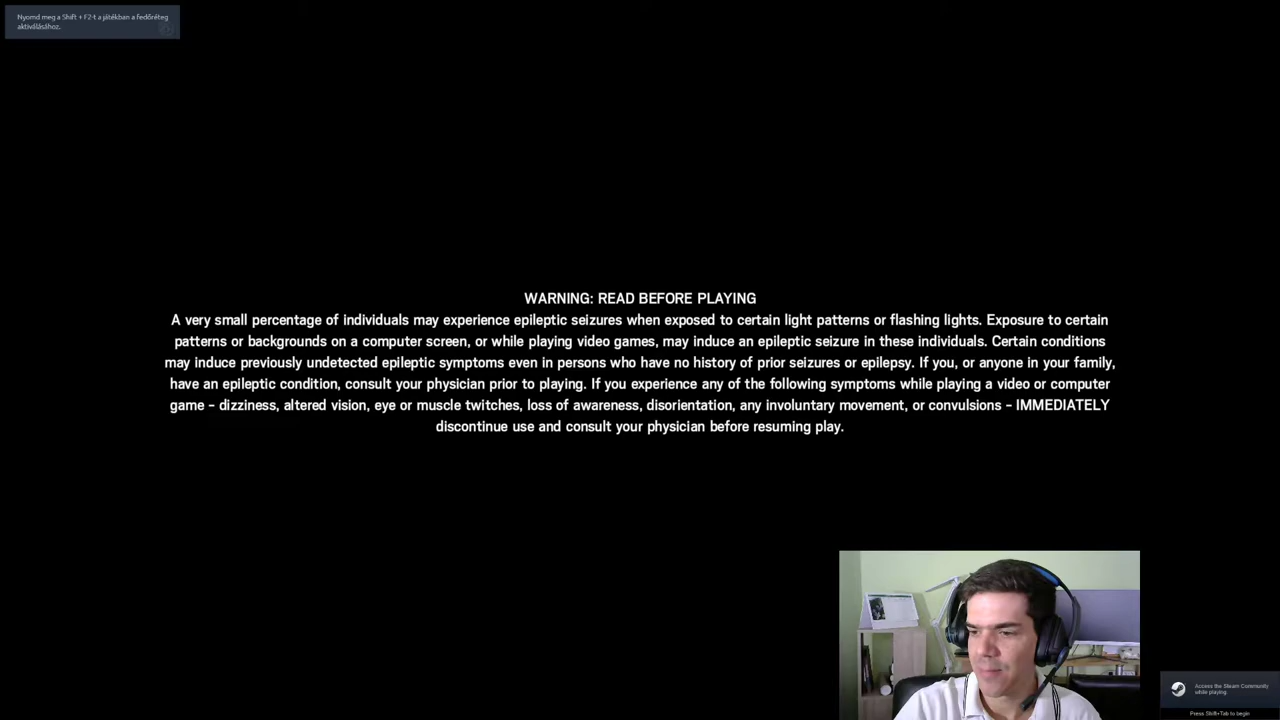 Nyomd meg a Shift + F2-t a játékban a fedőréteg
aktiválásához.
WARNING: READ BEFORE PLAYING
A very small percentage of individuals may experience epileptic seizures when exposed to certain light patterns or flashing lights. Exposure to certain
patterns or backgrounds on a computer screen, or while playing video games, may induce an epileptic seizure in these individuals. Certain conditions
may induce previously undetected epileptic symptoms even in persons who have no history of prior seizures or epilepsy. If you, or anyone in your family,
have an epileptic condition, consult your physician prior to playing. If you experience any of the following symptoms while playing a video or computer
game - dizziness, altered vision, eye or muscle twitches, loss of awareness, disorientation, any involuntary movement, or convulsions - IMMEDIATELY
discontinue use and consult your physician before resuming play.
Access the Steam Community
while playing.
Press Shift+Tab to begin